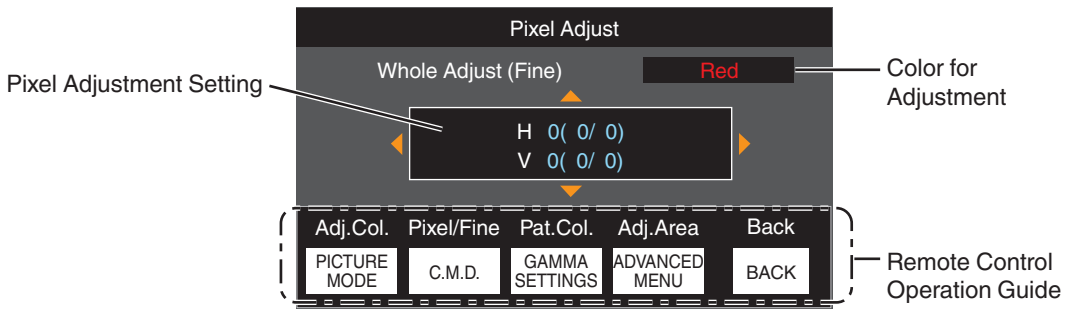 Pixel Adjust
Whole Adjust (Fine) Red
Pixel Adjustment Setting
Color for
Adjustment
H 0( 0/ 0)
V 0( 0/ 0)
Adj.Col. Pixel/Fine Pat.Col. Adj.Area Back
PICTURE
MODE
C.M.D.
GAMMA
SETTINGS
ADVANCED
MENU
BACK
Remote Control
Operation Guide